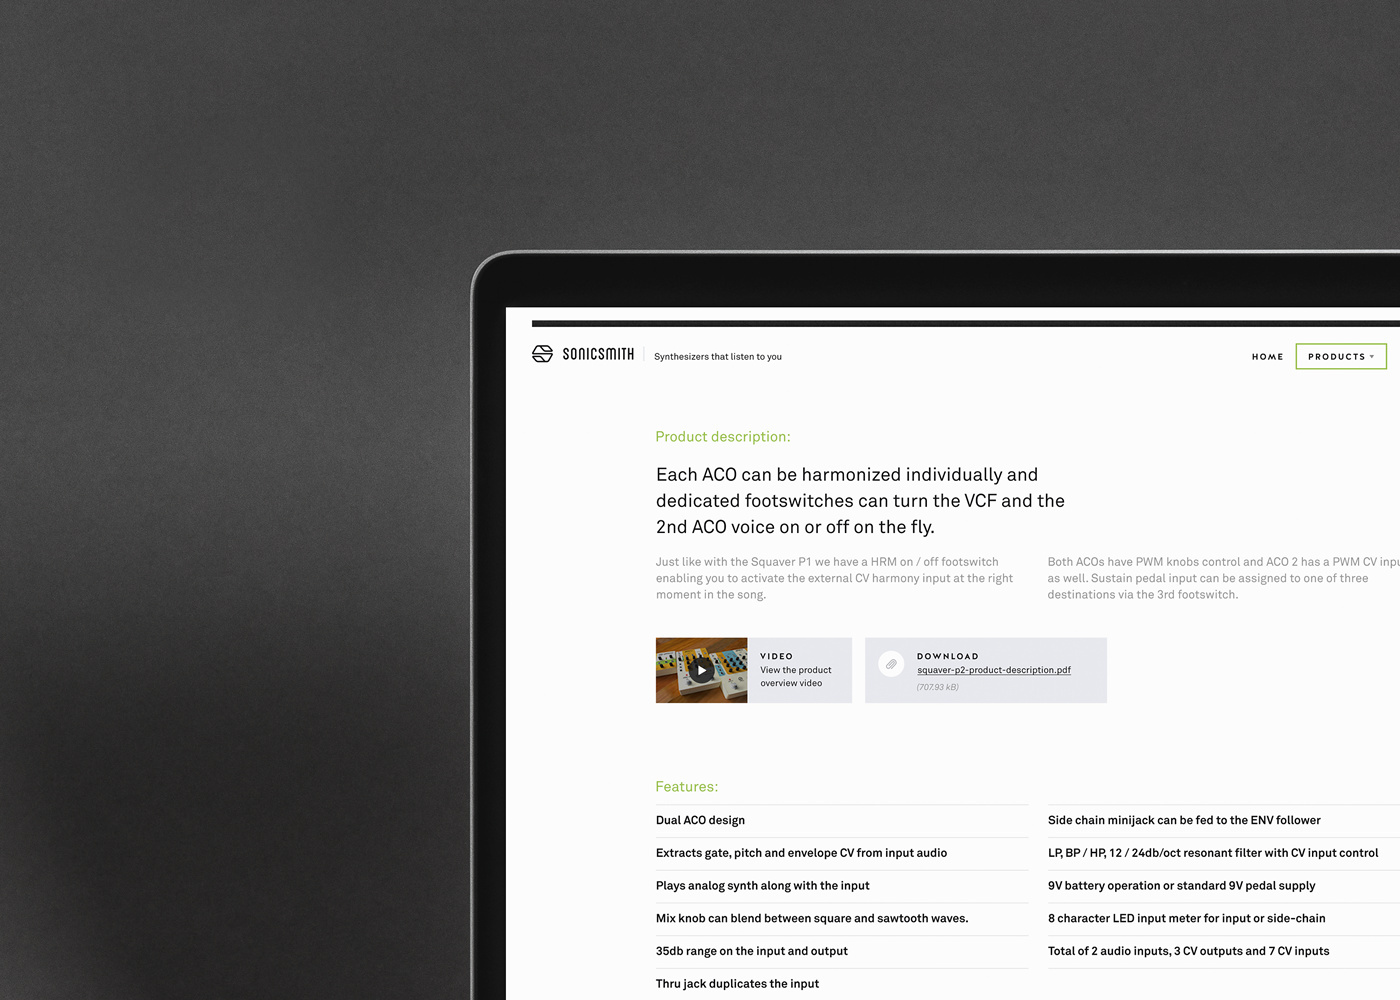 SONICSMITH
Synthesizers that listen to you
HOME
PRODUCTS
Product description:
Each ACO can be harmonized individually and
dedicated footswitches can turn the VCF and the
2nd ACO voice on or off on the fly.
Just like with the Squaver P1 we have a HRM on / off footswitch
enabling you to activate the external CV harmony input at the right
moment in the song.
Both ACOs have PWM knobs control and ACO 2 has a PWM CV
as well. Sustain pedal input can be assigned to one of three
destinations via the 3rd footswitch.
VIDEO
View the product
overview video
DOWNLOAD
squaver-p2-product-description.pdf
(707.93 kB)
Features:
Dual ACO design
Extracts gate, pitch and envelope CV from input audio
Plays analog synth along with the input
Mix knob can blend between square and sawtooth waves.
35db range on the input and output
Thru jack duplicates the input
Side chain minijack can be fed to the ENV follower
LP, BP / HP, 12 / 24db/oct resonant filter with CV input control
9V battery operation or standard 9V pedal supply
8 character LED input meter for input or side-chain
Total of 2 audio inputs, 3 CV outputs and 7 CV inputs